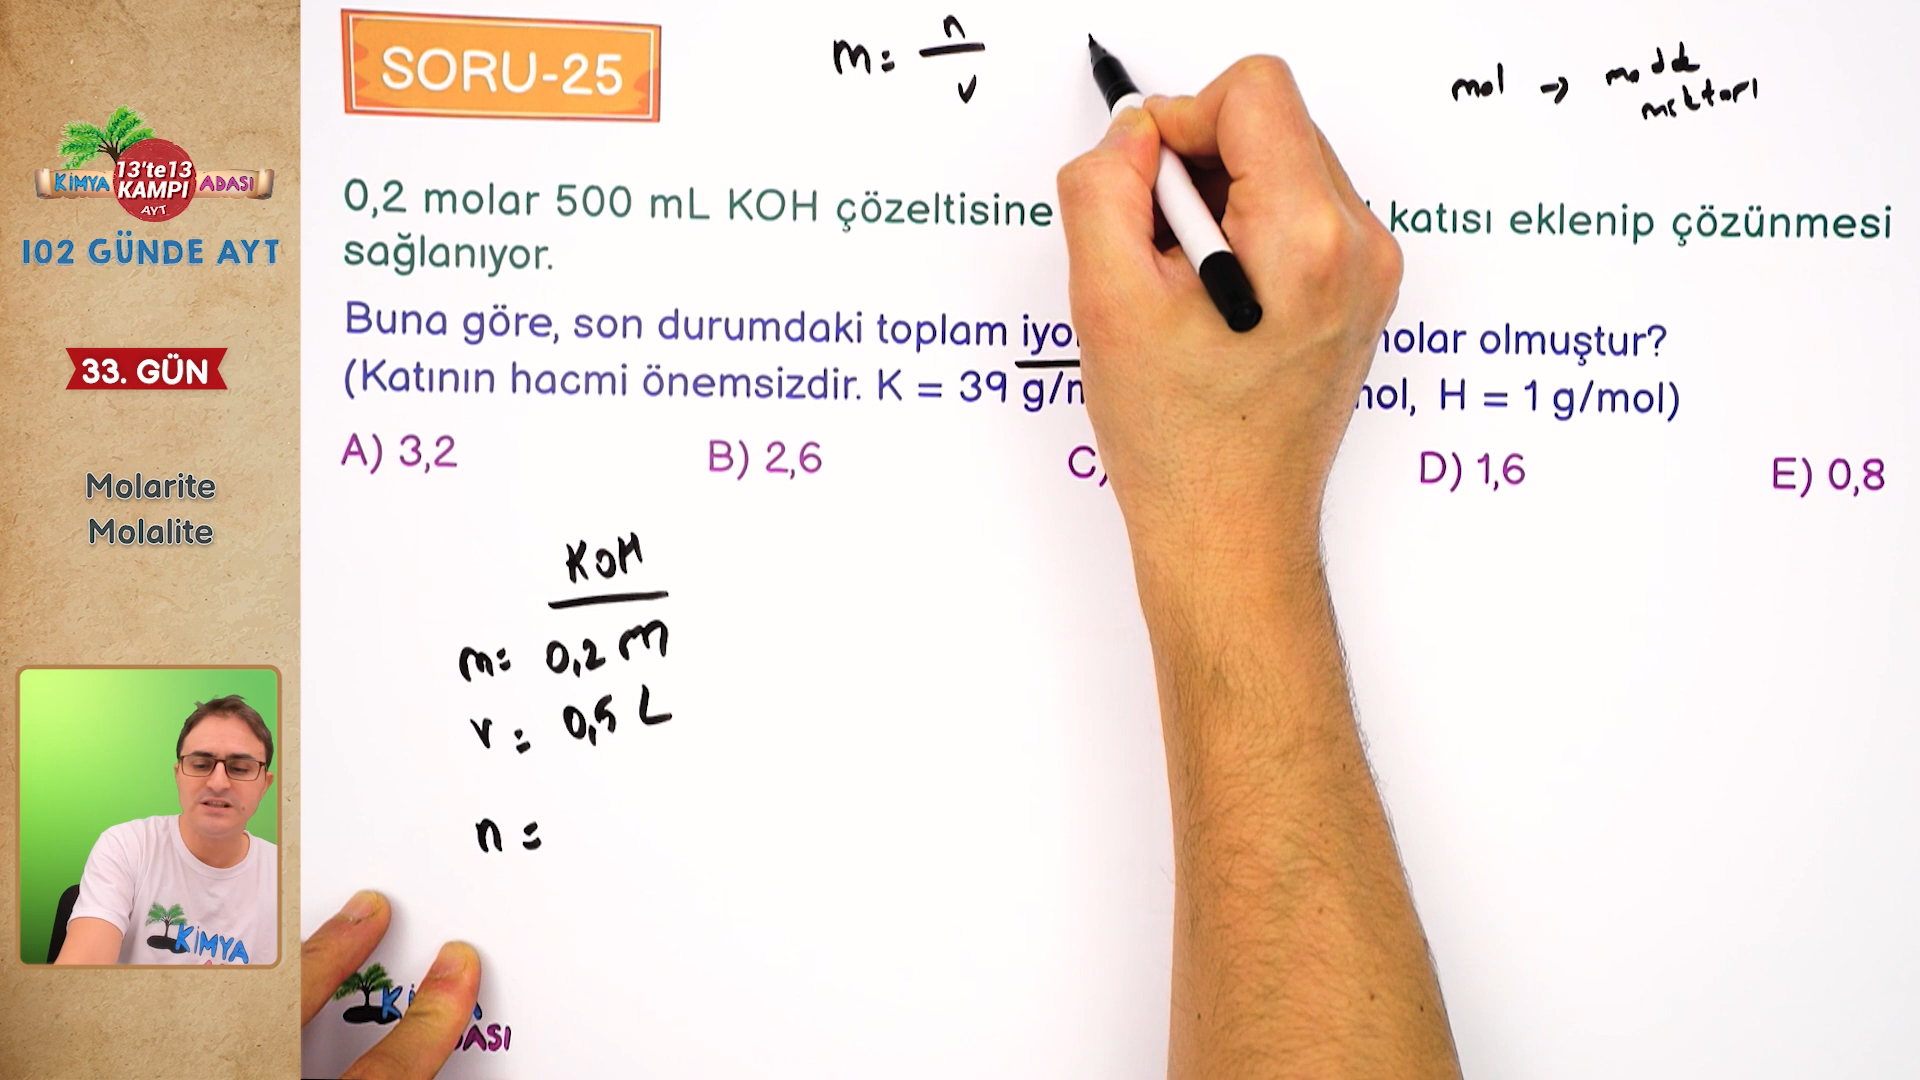 SORU-25
m = n
v
mol → madde
miktarı
KİMYA 13'te13 ADASI
KAMPI
AYT
102 GÜNDE AYT
0,2 molar 500 mL KOH çözeltisine katısı eklenip çözünmesi
sağlanıyor.
Buna göre, son durumdaki toplam iyo molar olmuştur?
(Katının hacmi önemsizdir. K = 39 g/m mol, H = 1 g/mol)
33. GÜN
A) 3,2 B) 2,6 C) D) 1,6 E) 0,8
Molarite
Molalite
KOH
m = 0,2 M
v = 0,5 L
n =
KİMYA
ASI